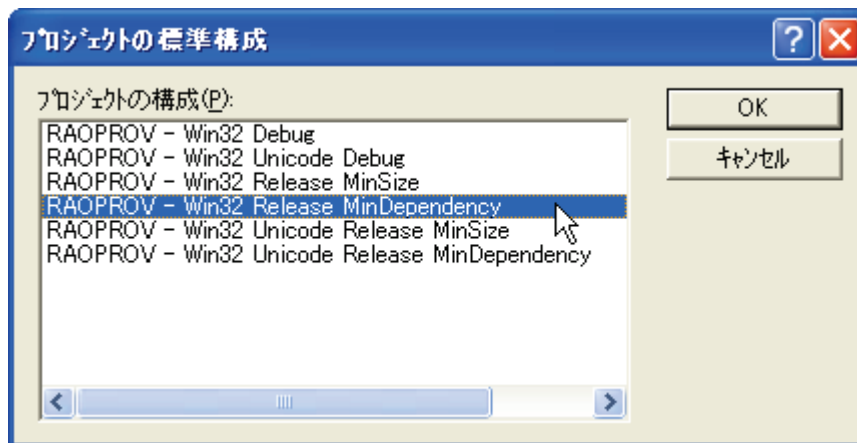 プロジェクトの標準構成
プロジェクトの構成(P):
RAOPROV - Win32 Debug
RAOPROV - Win32 Unicode Debug
RAOPROV - Win32 Release MinSize
RAOPROV - Win32 Release MinDependency
RAOPROV - Win32 Unicode Release MinSize
RAOPROV - Win32 Unicode Release MinDependency
OK
キャンセル